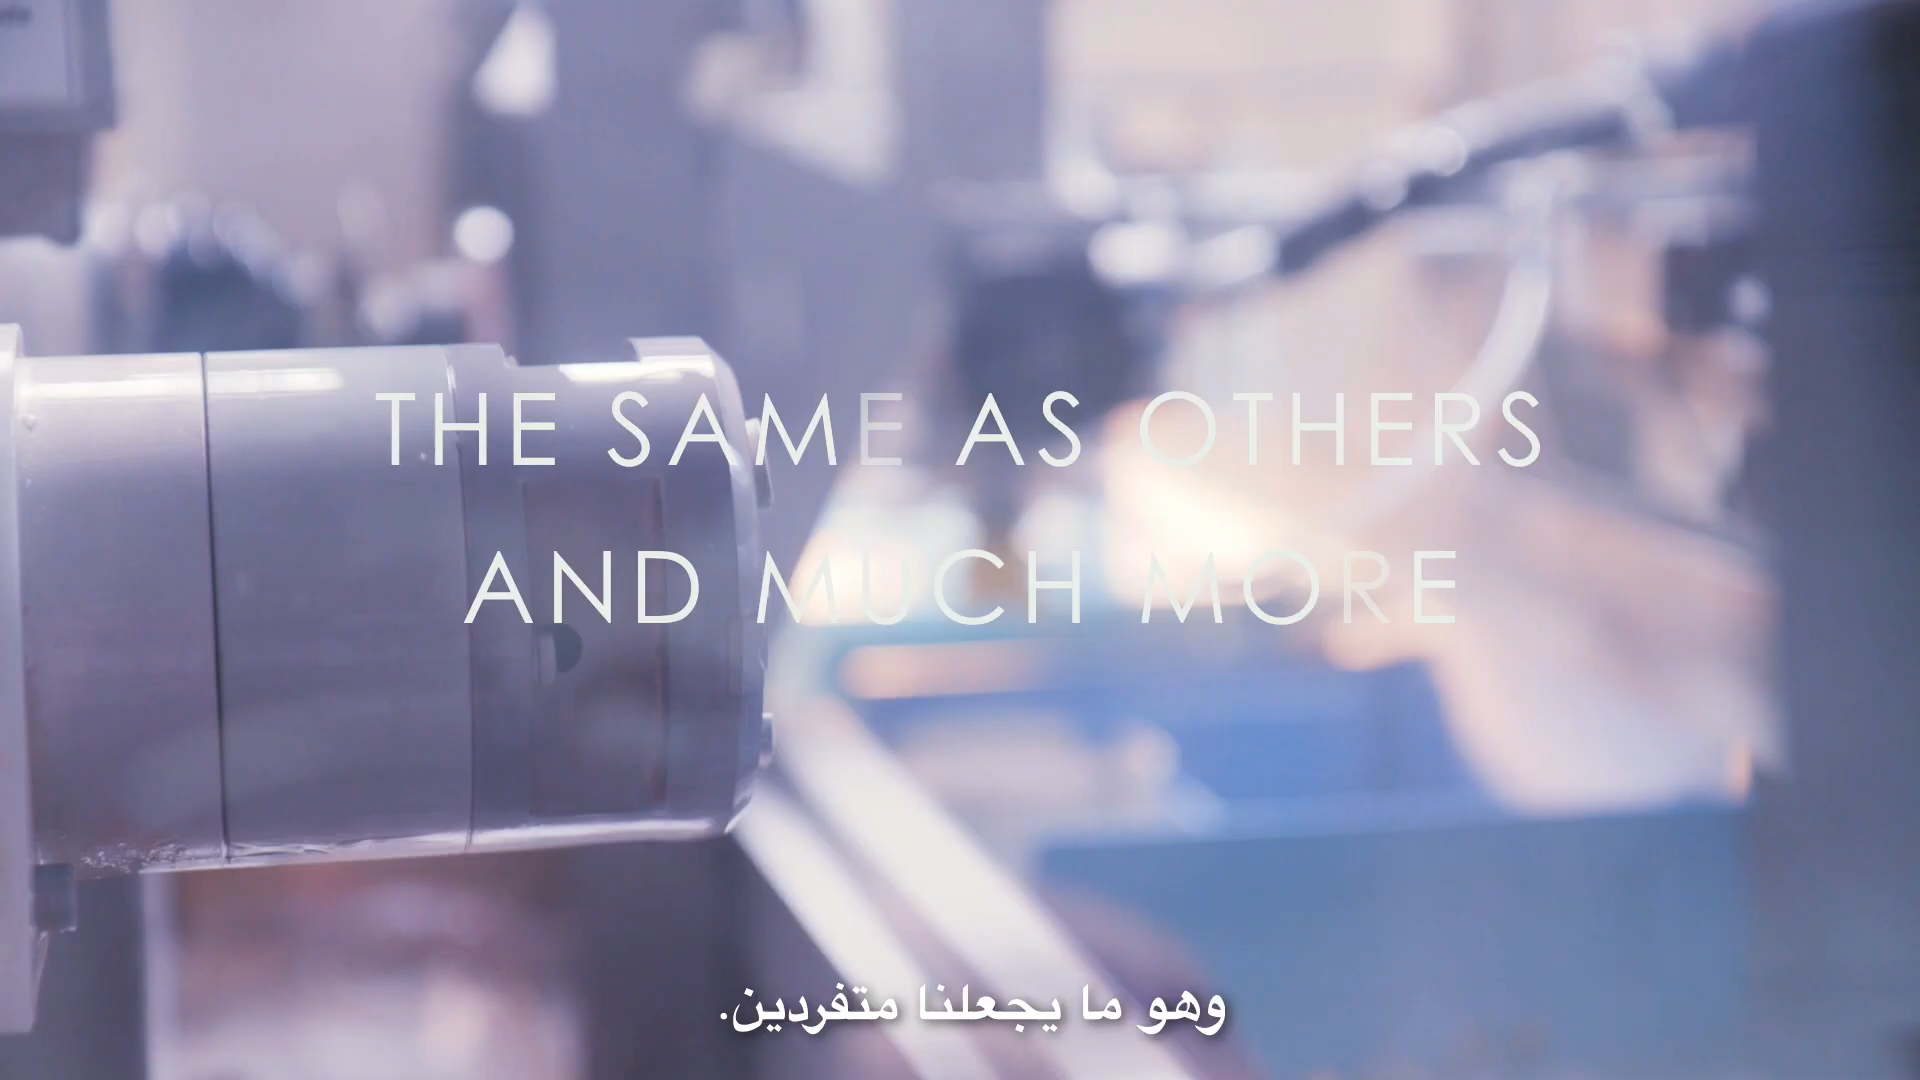 THE SAME AS OTHERS
AND MUCH MORE
وهو ما يجعلنا متفردين.